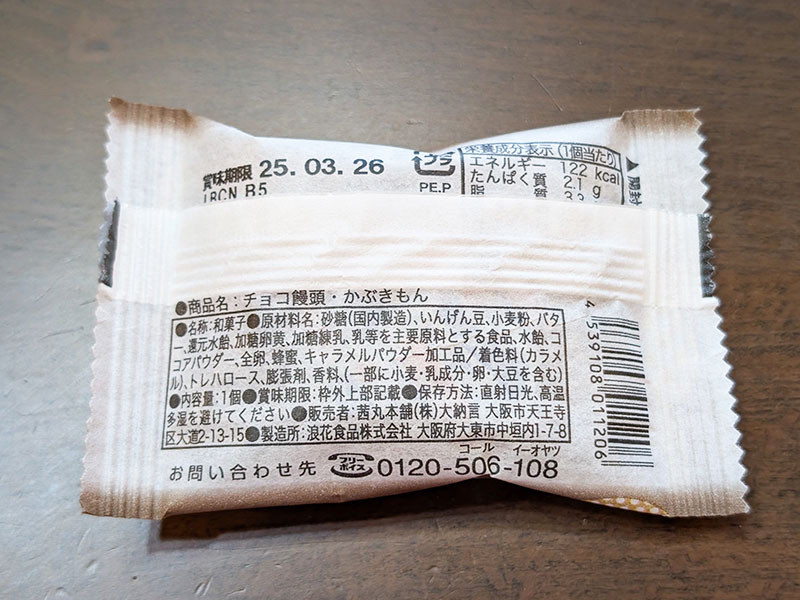 賞味期限 25. 03. 26
プラ
PE.P
栄養成分表示(1個当たり)
エネルギー 122 kcal
たんぱく質 2.1 g
脂
▲開封
●商品名:チョコ饅頭・かぶきもん
●名称:和菓子●原材料名:砂糖(国内製造)、いんげん豆、小麦粉、バタ
ー、還元水飴、加糖卵黄、加糖練乳、乳等を主要原料とする食品、水飴、コ
コアパウダー、全卵、蜂蜜、キャラメルパウダー加工品/着色料(カラメ
ル)、トレハロース、膨張剤、香料、(一部に小麦・乳成分・卵・大豆を含む)
●内容量:1個●賞味期限:枠外上部記載●保存方法:直射日光、高温
多湿を避けてください●販売者:茜丸本舗(株)大納言 大阪市天王寺
区大道2-13-15●製造所:浪花食品株式会社 大阪府大東市中垣内1-7-8
お問い合わせ先 フリーボイス 0120-506-108
コール イーオヤツ
4539108011206